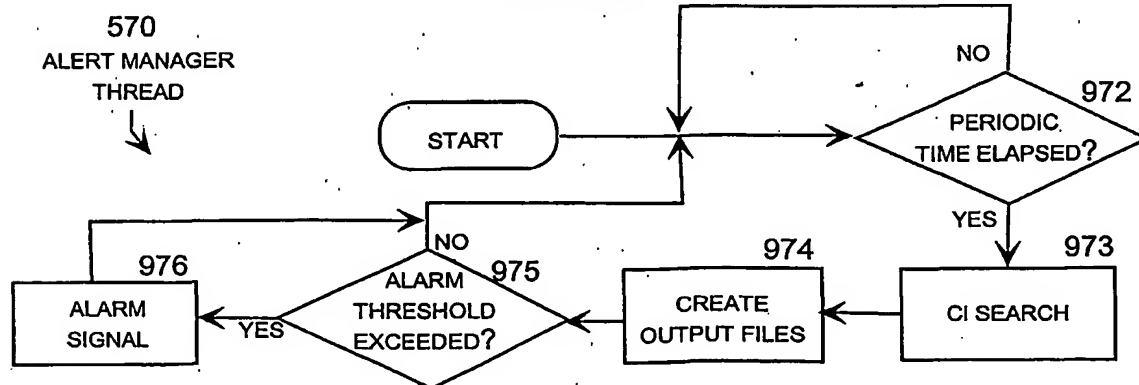 570
ALERT MANAGER
THREAD
START
NO
972
PERIODIC
TIME ELAPSED?
YES
973
CI SEARCH
974
CREATE
OUTPUT FILES
NO
975
ALARM
THRESHOLD
EXCEEDED?
YES
976
ALARM
SIGNAL